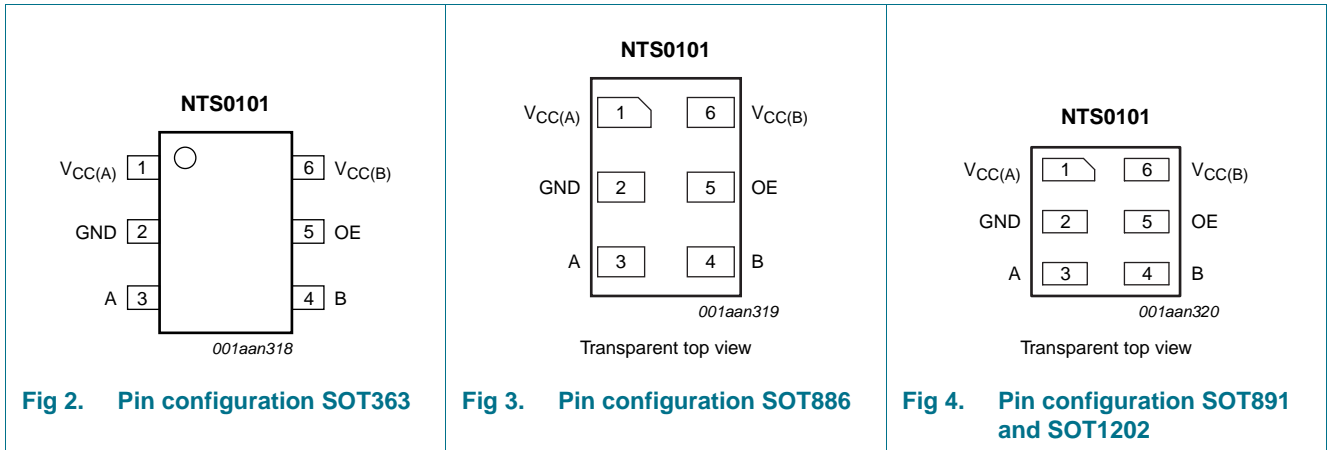 NTS0101
VCC(A) 1 6 VCC(B)
GND 2 5 OE
A 3 4 B
001aan318
Fig 2. Pin configuration SOT363
NTS0101
VCC(A) 1 6 VCC(B)
GND 2 5 OE
A 3 4 B
001aan319
Transparent top view
Fig 3. Pin configuration SOT886
NTS0101
VCC(A) 1 6 VCC(B)
GND 2 5 OE
A 3 4 B
001aan320
Transparent top view
Fig 4. Pin configuration SOT891
and SOT1202